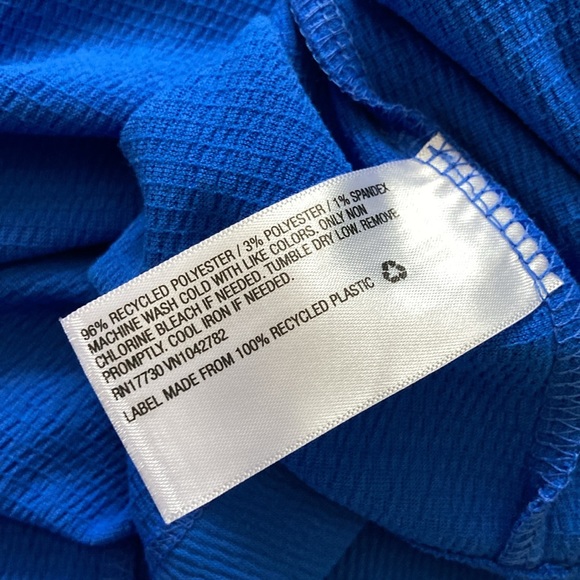 96% RECYCLED POLYESTER / 3% POLYESTER / 1% SPANDEX
MACHINE WASH COLD WITH LIKE COLORS. ONLY NON
CHLORINE BLEACH IF NEEDED. TUMBLE DRY LOW. REMOVE
PROMPTLY. COOL IRON IF NEEDED.
RN17730 VN1042782
LABEL MADE FROM 100% RECYCLED PLASTIC